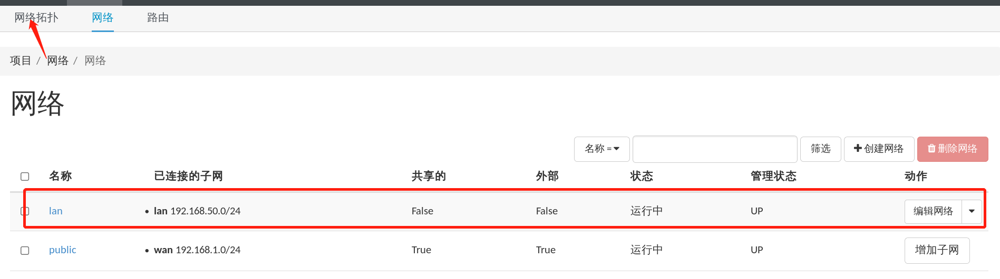 网络拓扑 网络 路由
项目 / 网络 / 网络
网络
名称 = 筛选 创建网络 删除网络
名称 已连接的子网 共享的 外部 状态 管理状态 动作
lan • lan 192.168.50.0/24 False False 运行中 UP 编辑网络
public • wan 192.168.1.0/24 True True 运行中 UP 增加子网